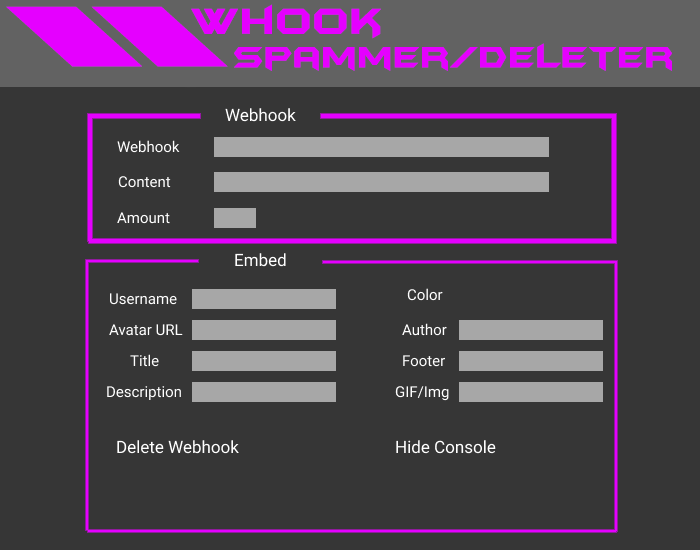 WHOOK
SPAMMER/DELETER
Webhook
Webhook
Content
Amount
Embed
Username
Color
Avatar URL
Author
Title
Footer
Description
GIF/Img
Delete Webhook
Hide Console